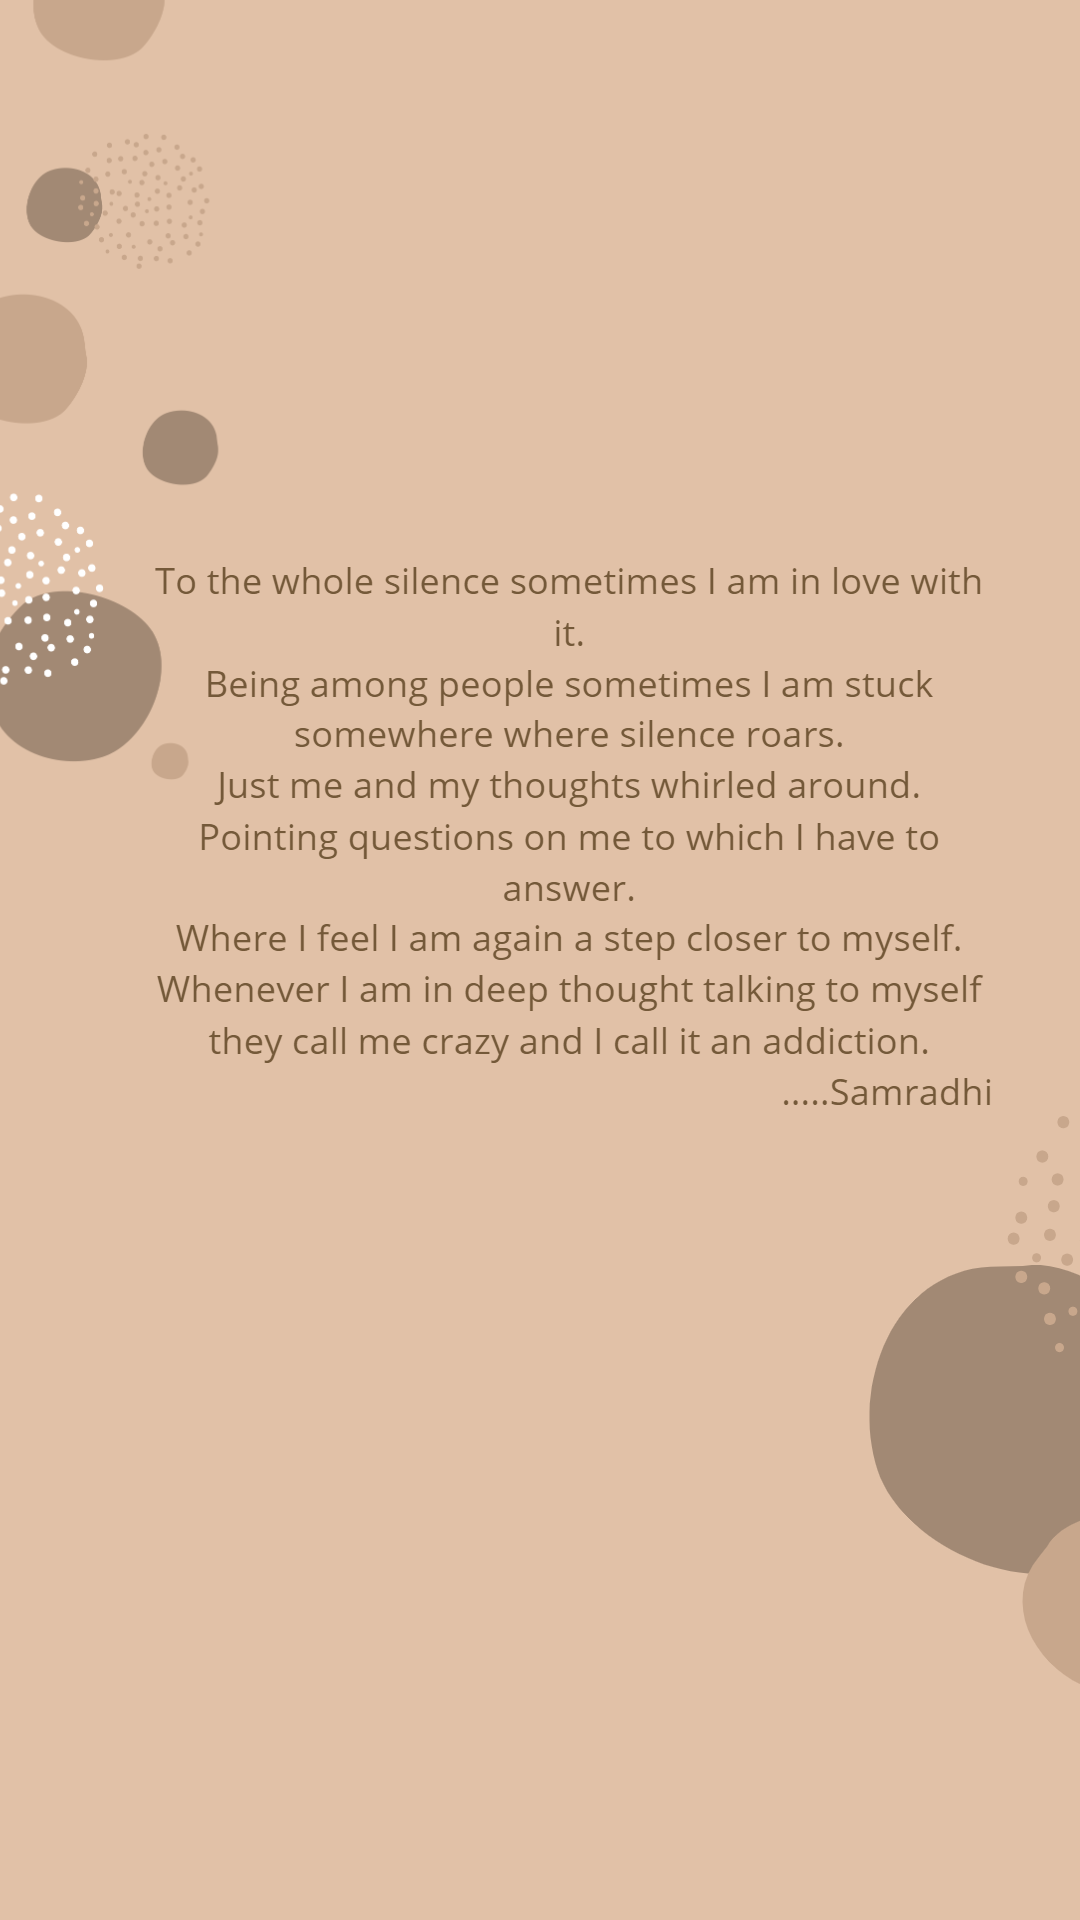 To the whole silence sometimes I am in love with
it.
Being among people sometimes I am stuck
somewhere where silence roars.
Just me and my thoughts whirled around.
Pointing questions on me to which I have to
answer.
Where I feel I am again a step closer to myself.
Whenever I am in deep thought talking to myself
they call me crazy and I call it an addiction.
.....Samradhi